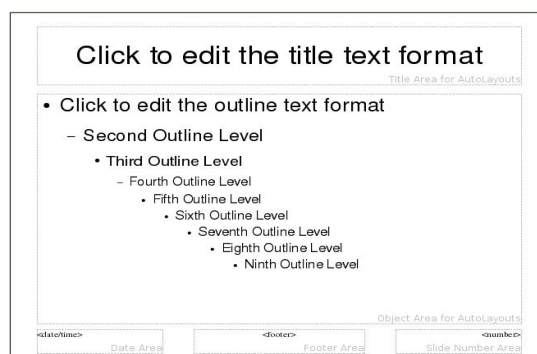 Click to edit the title text format
Title Area for AutoLayouts
• Click to edit the outline text format
– Second Outline Level
• Third Outline Level
– Fourth Outline Level
• Fifth Outline Level
• Sixth Outline Level
• Seventh Outline Level
• Eighth Outline Level
• Ninth Outline Level
Object Area for AutoLayouts
<date/time> <footer> <number>
Date Area Footer Area Slide Number Area